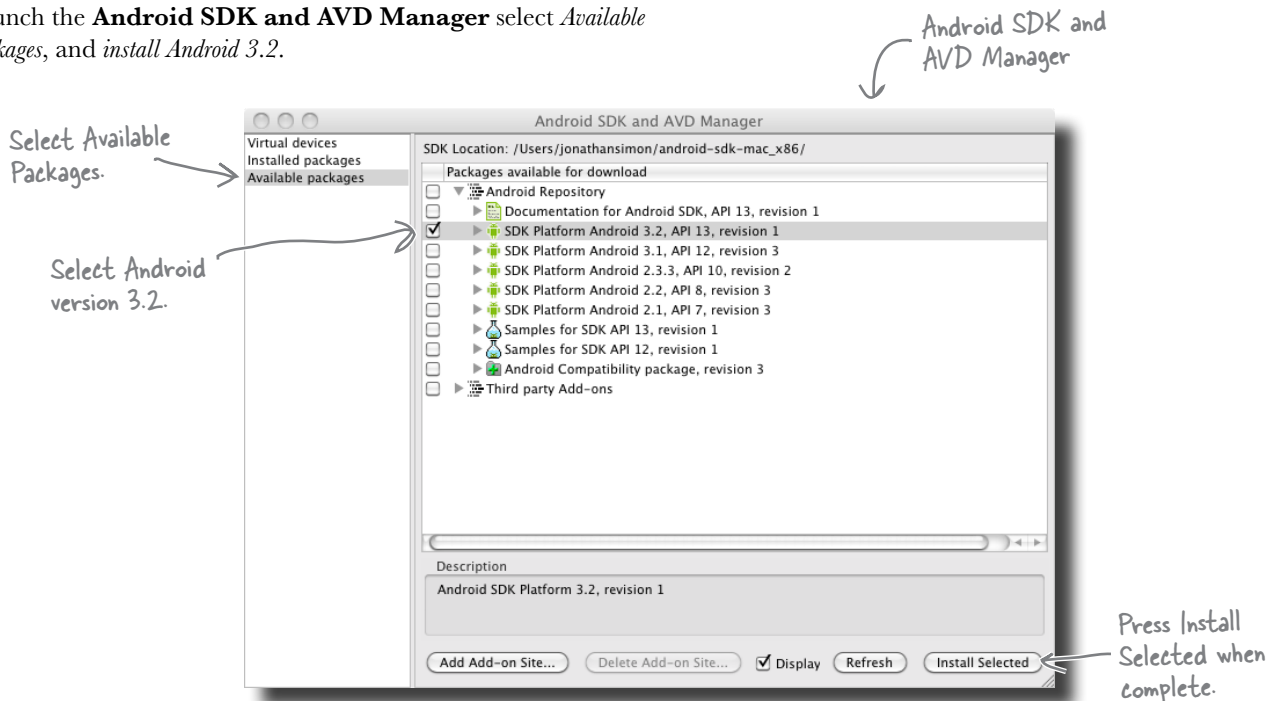 unch the Android SDK and AVD Manager select Available
kages, and install Android 3.2.
Android SDK and
AVD Manager
Select Available
Packages.
Select Android
version 3.2.
Android SDK and AVD Manager
Virtual devices
Installed packages
Available packages
SDK Location: /Users/jonathansimon/android-sdk-mac_x86/
Packages available for download
Android Repository
Documentation for Android SDK, API 13, revision 1
SDK Platform Android 3.2, API 13, revision 1
SDK Platform Android 3.1, API 12, revision 3
SDK Platform Android 2.3.3, API 10, revision 2
SDK Platform Android 2.2, API 8, revision 3
SDK Platform Android 2.1, API 7, revision 3
Samples for SDK API 13, revision 1
Samples for SDK API 12, revision 1
Android Compatibility package, revision 3
Third party Add-ons
Description
Android SDK Platform 3.2, revision 1
Add Add-on Site... Delete Add-on Site... Display Refresh Install Selected
Press Install
Selected when
complete.